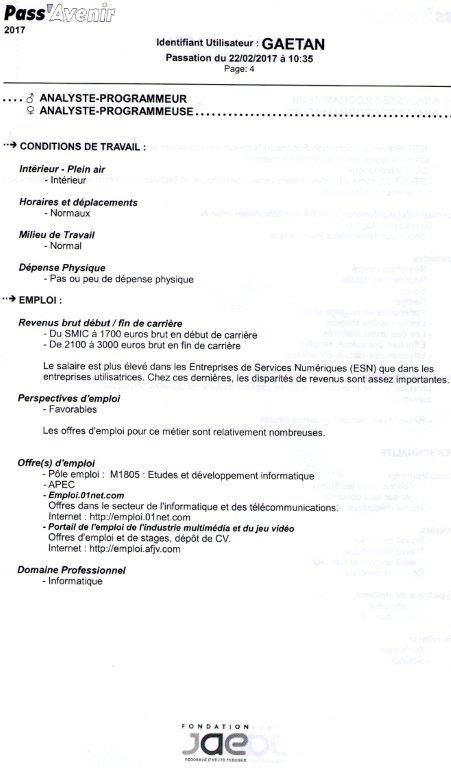 Pass'Avenir
2017
Identifiant Utilisateur : GAETAN
Passation du 22/02/2017 à 10:35
Page: 4
.... ♂ ANALYSTE-PROGRAMMEUR
♀ ANALYSTE-PROGRAMMEUSE
CONDITIONS DE TRAVAIL :
Intérieur - Plein air
- Intérieur
Horaires et déplacements
- Normaux
Milieu de Travail
- Normal
Dépense Physique
- Pas ou peu de dépense physique
EMPLOI :
Revenus brut début / fin de carrière
- Du SMIC à 1700 euros brut en début de carrière
- De 2100 à 3000 euros brut en fin de carrière
Le salaire est plus élevé dans les Entreprises de Services Numériques (ESN) que dans les
entreprises utilisatrices. Chez ces dernières, les disparités de revenus sont assez importantes.
Perspectives d'emploi
- Favorables
Les offres d'emploi pour ce métier sont relativement nombreuses.
Offre(s) d'emploi
- Pôle emploi : M1805 : Etudes et développement informatique
- APEC
- Emploi.01net.com
Offres dans le secteur de l'informatique et des télécommunications.
Internet : http://emploi.01net.com
- Portail de l'emploi de l'industrie multimédia et du jeu vidéo
Offres d'emploi et de stages, dépôt de CV.
Internet : http://emploi.afjv.com
Domaine Professionnel
- Informatique
FONDATION
JAE